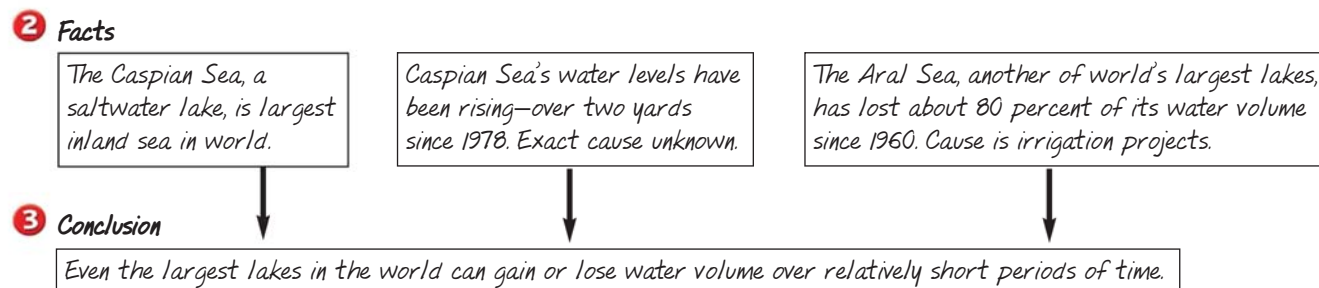 2 Facts
The Caspian Sea, a
saltwater lake, is largest
inland sea in world.
Caspian Sea's water levels have
been rising—over two yards
since 1978. Exact cause unknown.
The Aral Sea, another of world's largest lakes,
has lost about 80 percent of its water volume
since 1960. Cause is irrigation projects.
3 Conclusion
Even the largest lakes in the world can gain or lose water volume over relatively short periods of time.